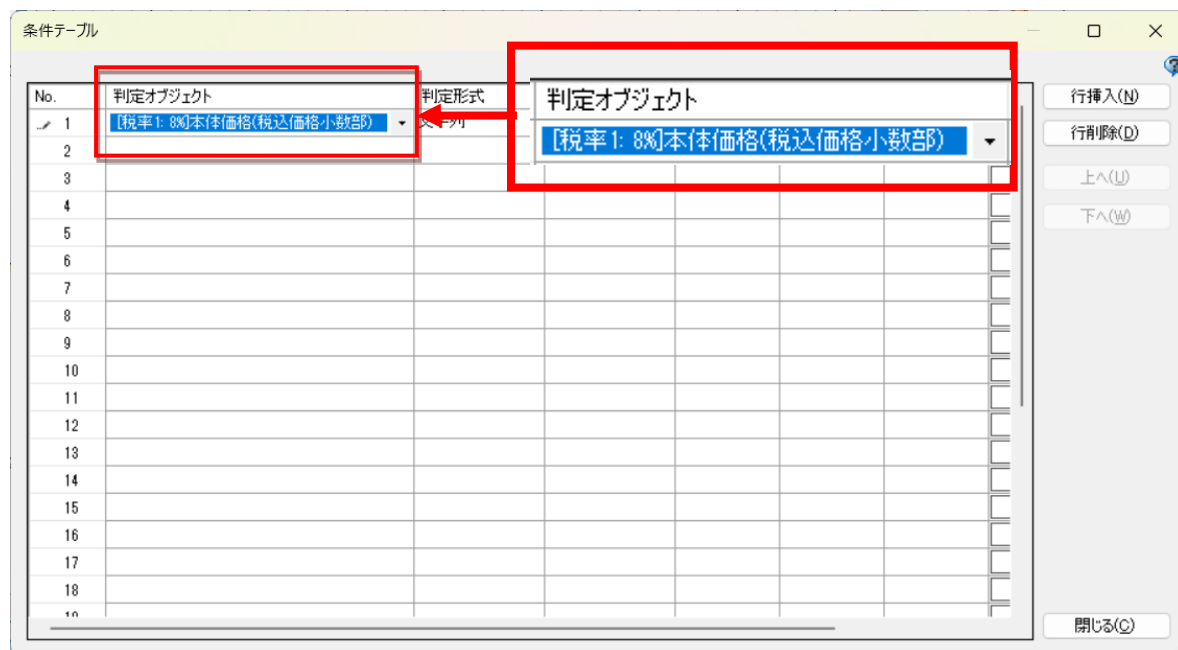 条件テーブル
No. 判定オブジェクト 判定形式
1 [税率1: 8%]本体価格(税込価格小数部) 文字列
判定オブジェクト
[税率1: 8%]本体価格(税込価格小数部)
2
3
4
5
6
7
8
9
10
11
12
13
14
15
16
17
18
行挿入(N)
行削除(D)
上へ(U)
下へ(W)
閉じる(C)